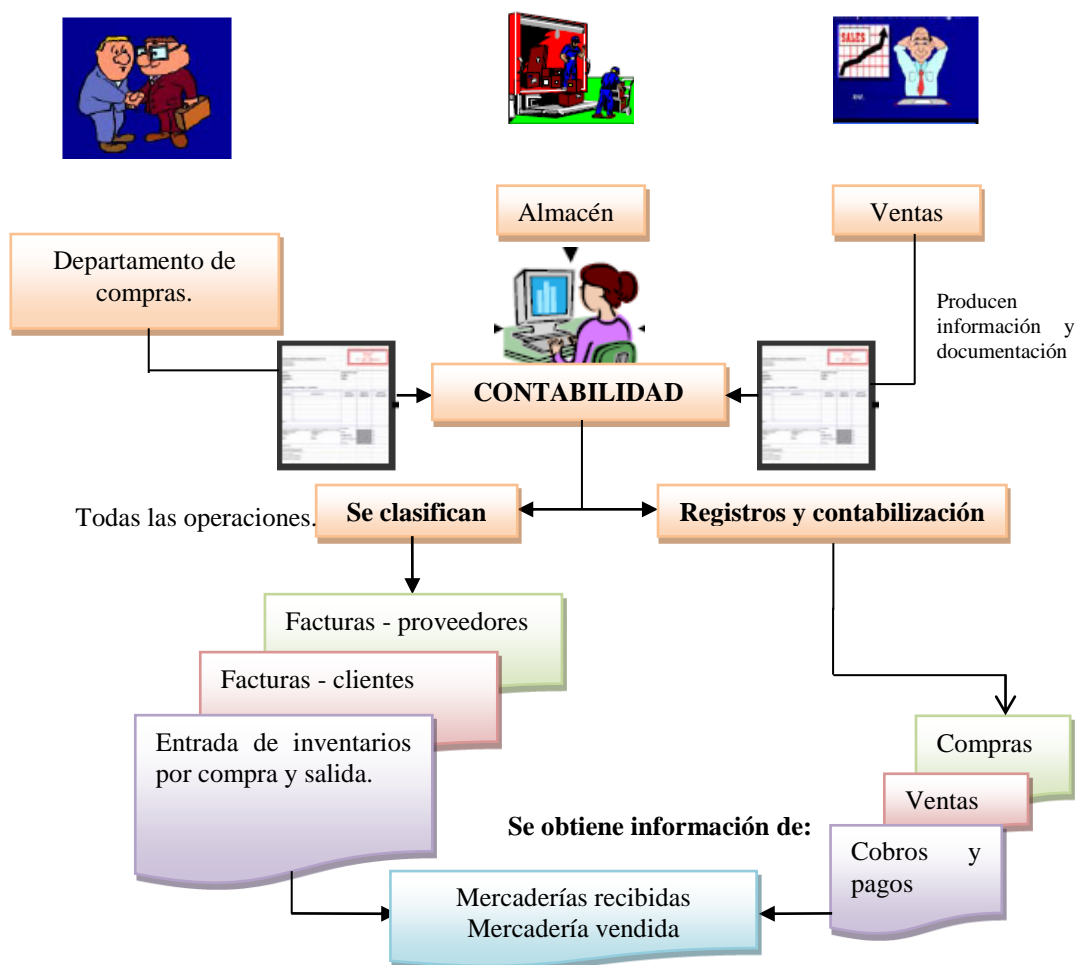 SALES
Almacén
Ventas
Departamento de
compras.
Producen
información y
documentación
CONTABILIDAD
Todas las operaciones.
Se clasifican
Registros y contabilización
Facturas - proveedores
Facturas - clientes
Entrada de inventarios
por compra y salida.
Compras
Ventas
Se obtiene información de:
Cobros y
pagos
Mercaderías recibidas
Mercadería vendida